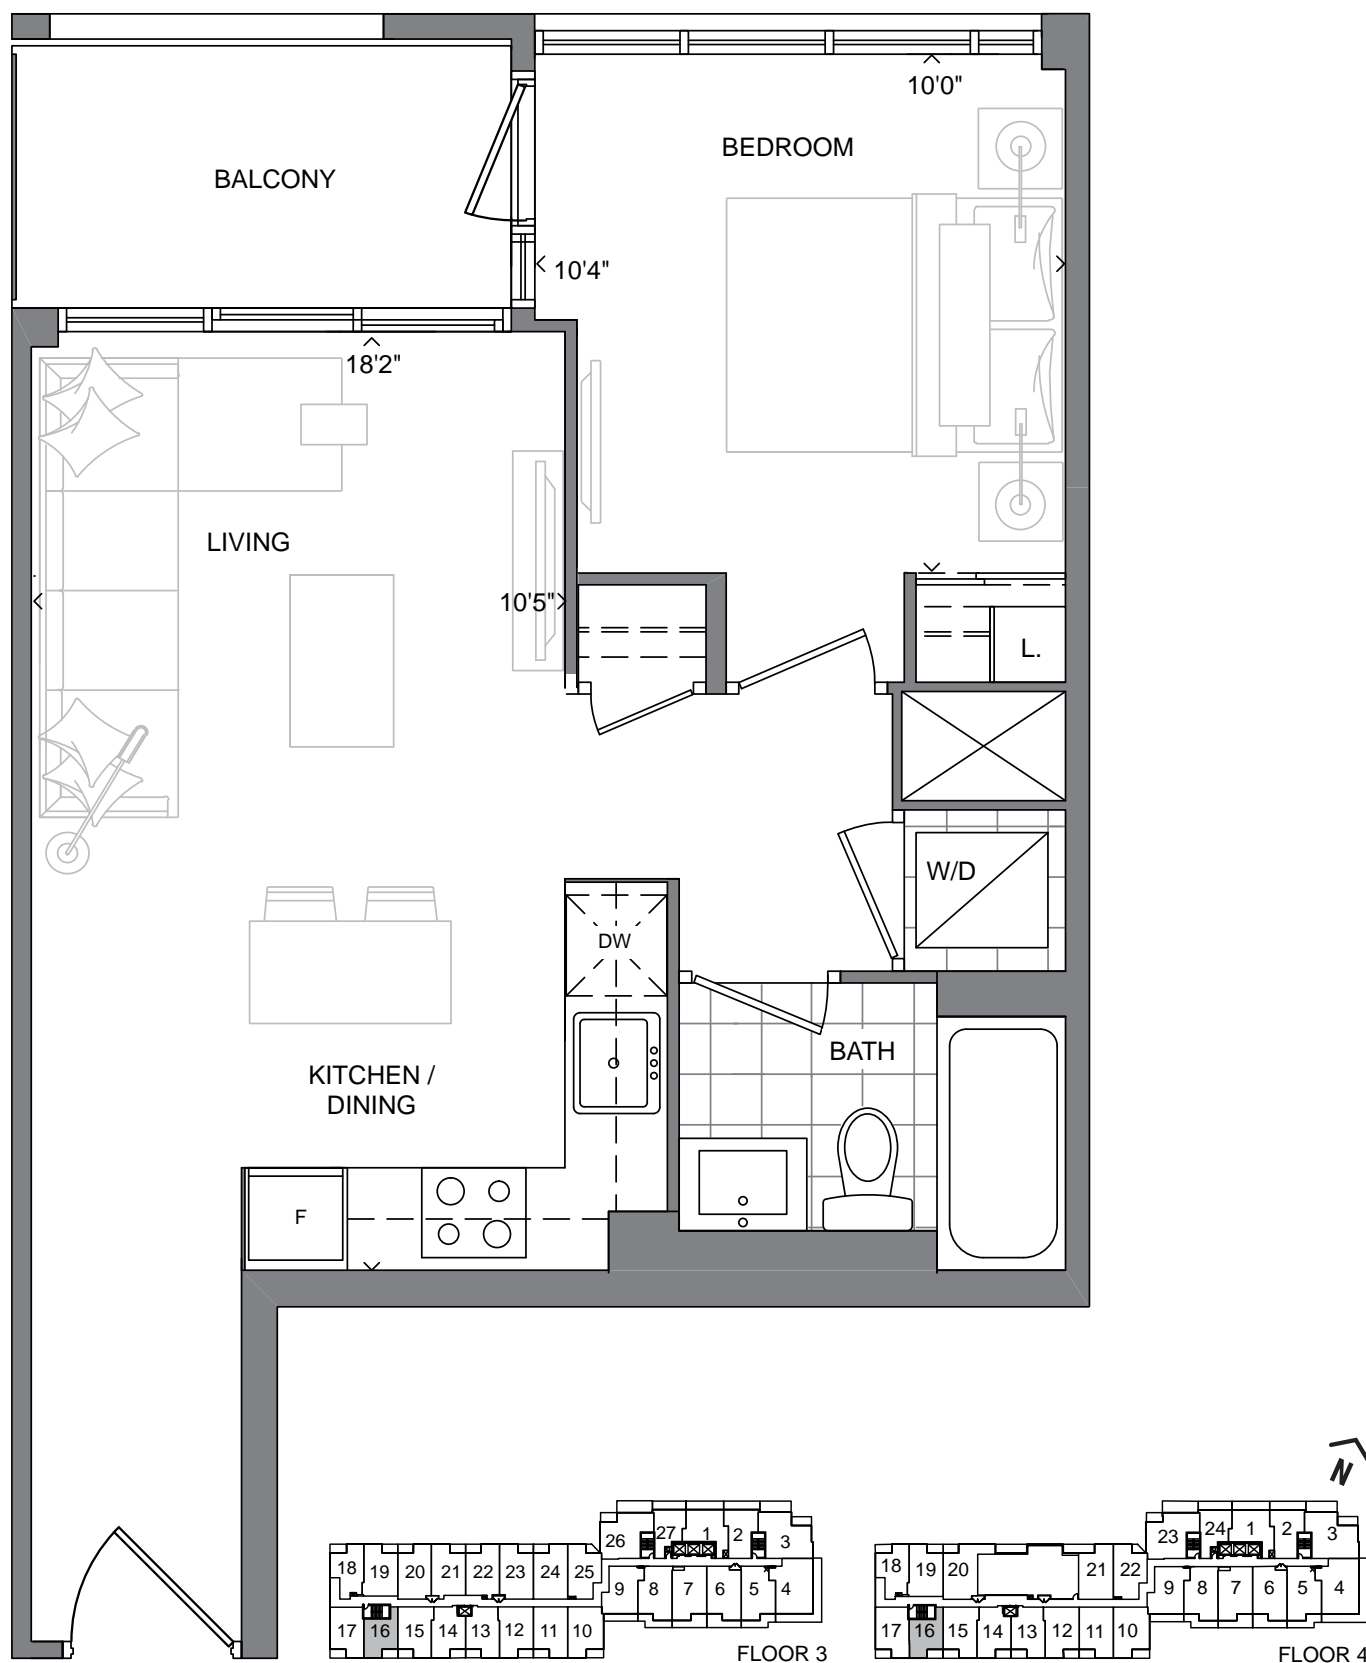 10'0"
BEDROOM
BALCONY
10'4"
18'2"
LIVING
10'5"
L.
W/D
DW
BATH
KITCHEN /
DINING
F
N
26 27 1 2 3
18 19 20 21 22 23 24 25
9 8 7 6 5 4
17 16 15 14 13 12 11 10
FLOOR 3
23 24 1 2 3
18 19 20 21 22
9 8 7 6 5 4
17 16 15 14 13 12 11 10
FLOOR 4